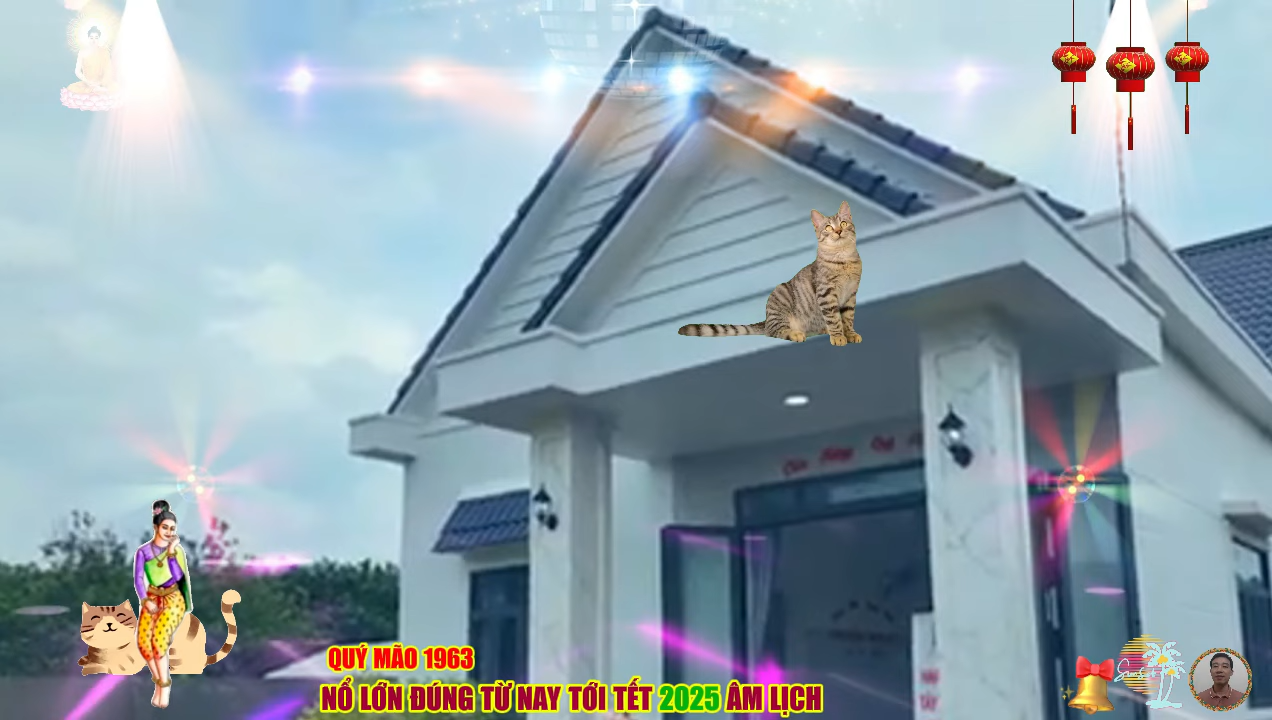 QUÝ MÃO 1963
NỔ LỚN ĐÚNG TỪ NAY TỚI TẾT 2025 ÂM LỊCH